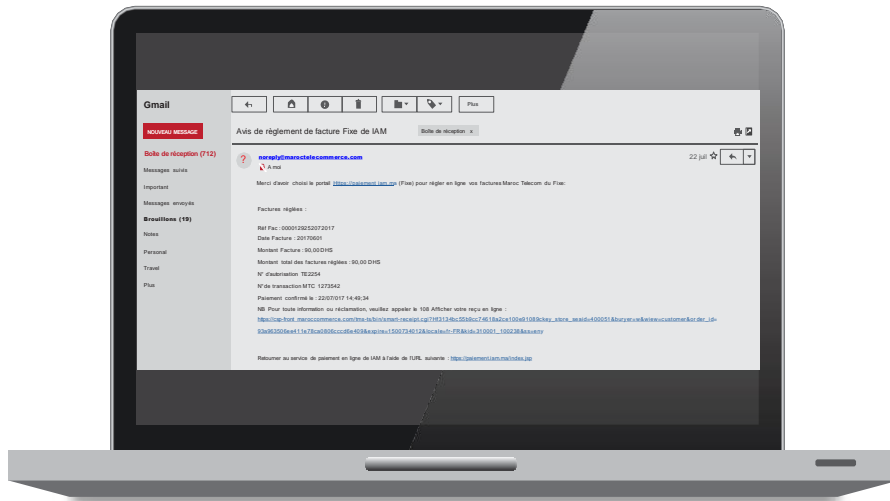 Gmail
Plus
NOUVEAU MESSAGE
Avis de réglement de facture Fixe de IAM
Boîte de réception x
Boîte de réception (712)
Messages suivis
Important
Messages envoyés
Brouillons (19)
Notes
Personal
Travel
Plus
?
noreply@maroctelecommerce.com
22 juil
A moi
Merci d'avoir choisi le portail https://paiement.iam.ma (Fixe) pour régler en ligne vos factures Maroc Telecom du Fixe:
Factures réglées :
Réf Fac : 0000129252072017
Date Facture : 20170601
Montant Facture : 90,00 DHS
Montant total des factures réglées : 90,00 DHS
N° d'autorisation TE2254
N° de transaction MTC 1273542
Paiement confirmé le : 22/07/017 14;49;34
NB Pour toute information ou réclamation, veuillez appeler le 108 Afficher votre reçu en ligne :
Retourner au service de paiement en ligne de IAM à l'aide de l'URL suivante : https://paiement.iam.ma/index.jsp